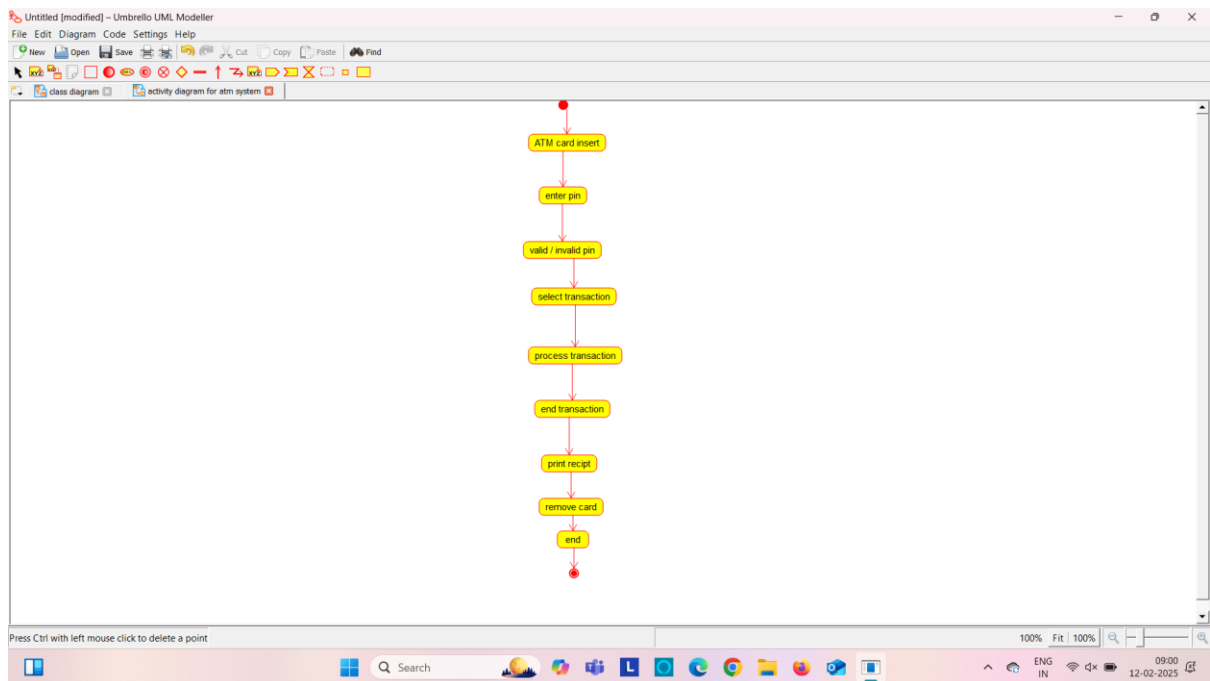 Untitled [modified] – Umbrello UML Modeller
File Edit Diagram Code Settings Help
New Open Save Cut Copy Paste Find
class diagram activity diagram for atm system
ATM card insert
enter pin
valid / invalid pin
select transaction
process transaction
end transaction
print recipt
remove card
end
Press Ctrl with left mouse click to delete a point
100% Fit 100%
Search
ENG 09:00
IN 12-02-2025